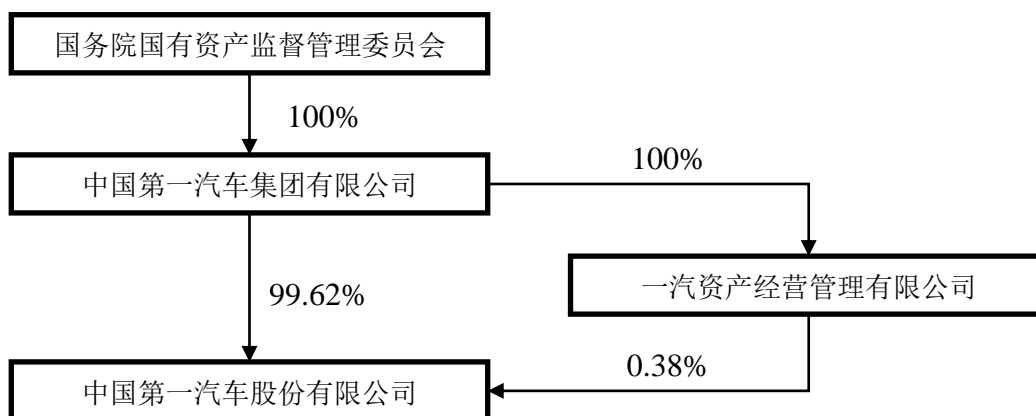 国务院国有资产监督管理委员会
100%
中国第一汽车集团有限公司
100%
99.62%
一汽资产经营管理有限公司
0.38%
中国第一汽车股份有限公司